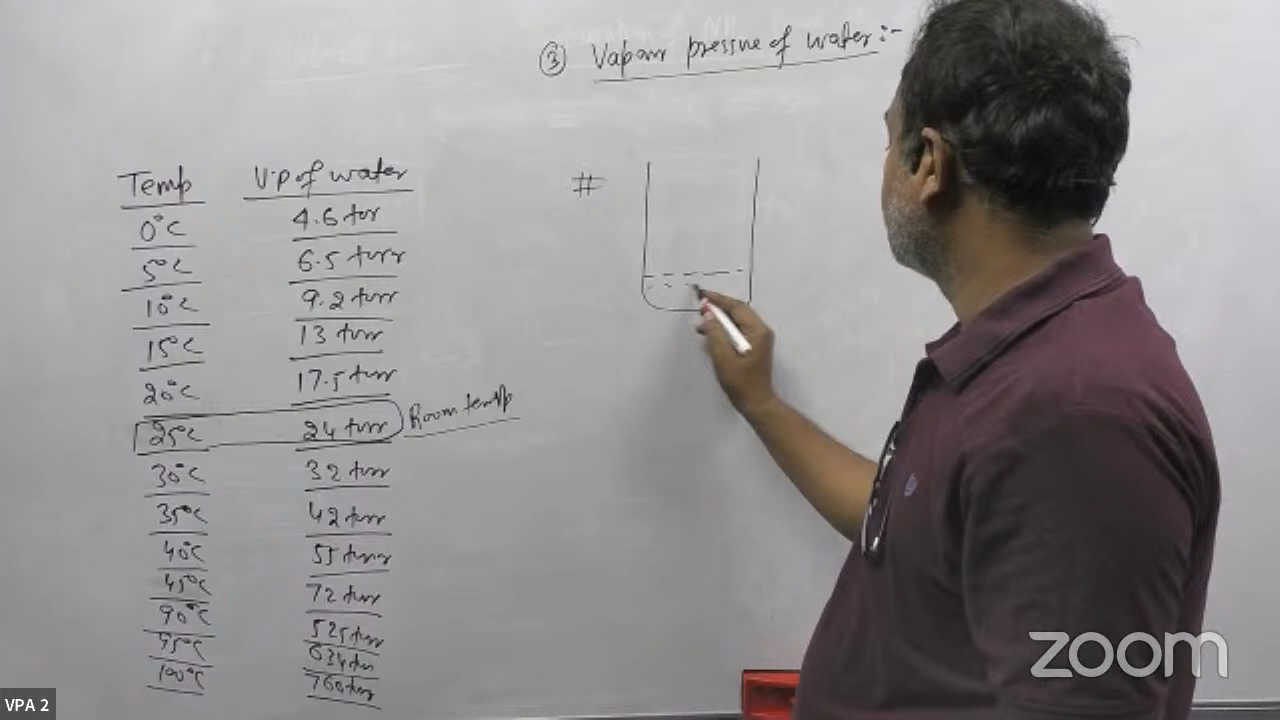 ③ Vapour pressure of water:-
#
Temp V.P of water
0°C 4.6 torr
5°C 6.5 torr
10°C 9.2 torr
15°C 13 torr
20°C 17.5 torr
25°C 24 torr Room temp
30°C 32 torr
35°C 42 torr
40°C 55 torr
45°C 72 torr
90°C 525 torr
95°C 634 torr
100°C 760 torr
zoom
VPA 2